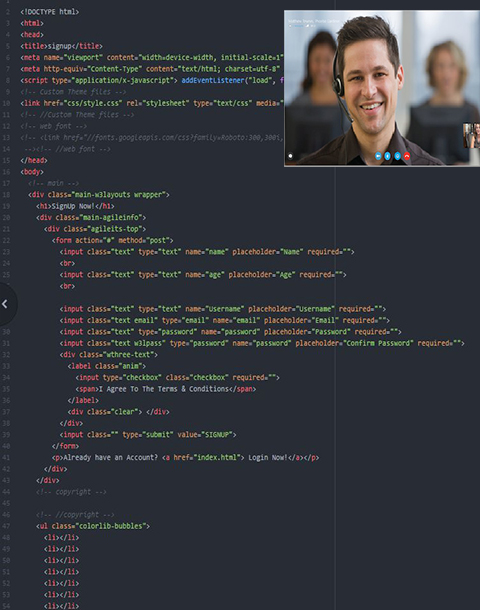 <!DOCTYPE html>
<html>
<head>
<title>signup</title>
<meta name="viewport" content="width=device-width, initial-scale=1"
<meta http-equiv="Content-Type" content="text/html; charset=utf-8"
<script type="application/x-javascript"> addEventListener("load", f
<!-- Custom Theme files -->
<link href="css/style.css" rel="stylesheet" type="text/css" media=
<!-- //Custom Theme files -->
<!-- web font -->
<!-- <link href="//fonts.googleapis.com/css?family=Roboto:300,300i,
--><!-- //web font -->
</head>
<body>
<!-- main -->
<div class="main-w3layouts wrapper">
<h1>SignUp Now!</h1>
<div class="main-agileinfo">
<div class="agileits-top">
<form action="#" method="post">
<input class="text" type="text" name="name" placeholder="Name" required="">
<br>
<input class="text" type="text" name="age" placeholder="Age" required="">
<br>
<input class="text" type="text" name="Username" placeholder="Username" required="">
<input class="text email" type="email" name="email" placeholder="Email" required="">
<input class="text" type="password" name="password" placeholder="Password" required="">
<input class="text w3lpass" type="password" name="password" placeholder="Confirm Password" required="">
<div class="wthree-text">
<label class="anim">
<input type="checkbox" class="checkbox" required="">
<span>I Agree To The Terms & Conditions</span>
</label>
<div class="clear"> </div>
</div>
<input class="" type="submit" value="SIGNUP">
</form>
<p>Already have an Account? <a href="index.html"> Login Now!</a></p>
</div>
</div>
<!-- copyright -->
<!-- //copyright -->
<ul class="colorlib-bubbles">
<li></li>
<li></li>
<li></li>
<li></li>
<li></li>
<li></li>
<li></li>